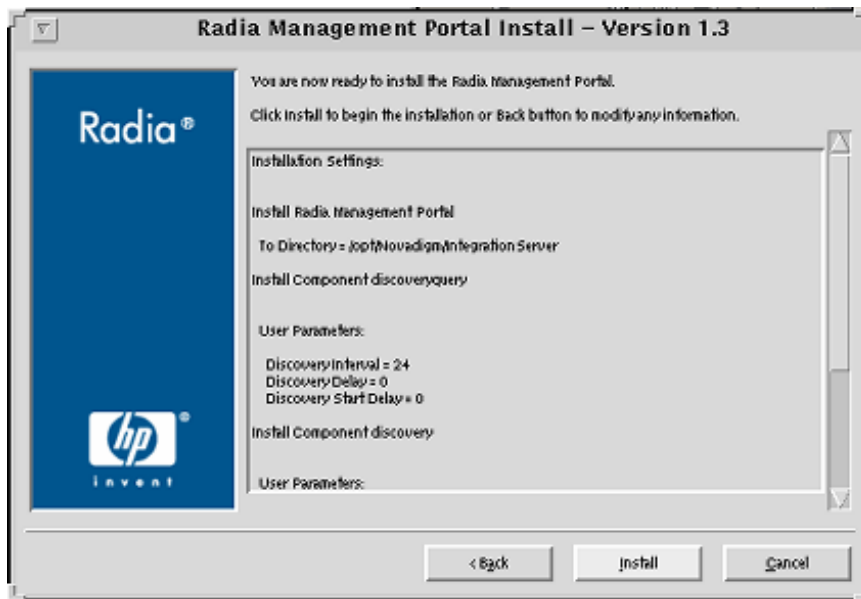 Radia Management Portal Install – Version 1.3
Radia®
You are now ready to install the Radia Management Portal.
Click Install to begin the installation or Back button to modify any information.
Installation Settings:
Install Radia Management Portal
To Directory = /opt/Novadigm/Integration Server
Install Component discoveryquery
User Parameters:
Discovery Interval = 24
Discovery Delay = 0
Discovery Start Delay = 0
Install Component discovery
User Parameters:
hp®
invent
< Back
Install
Cancel